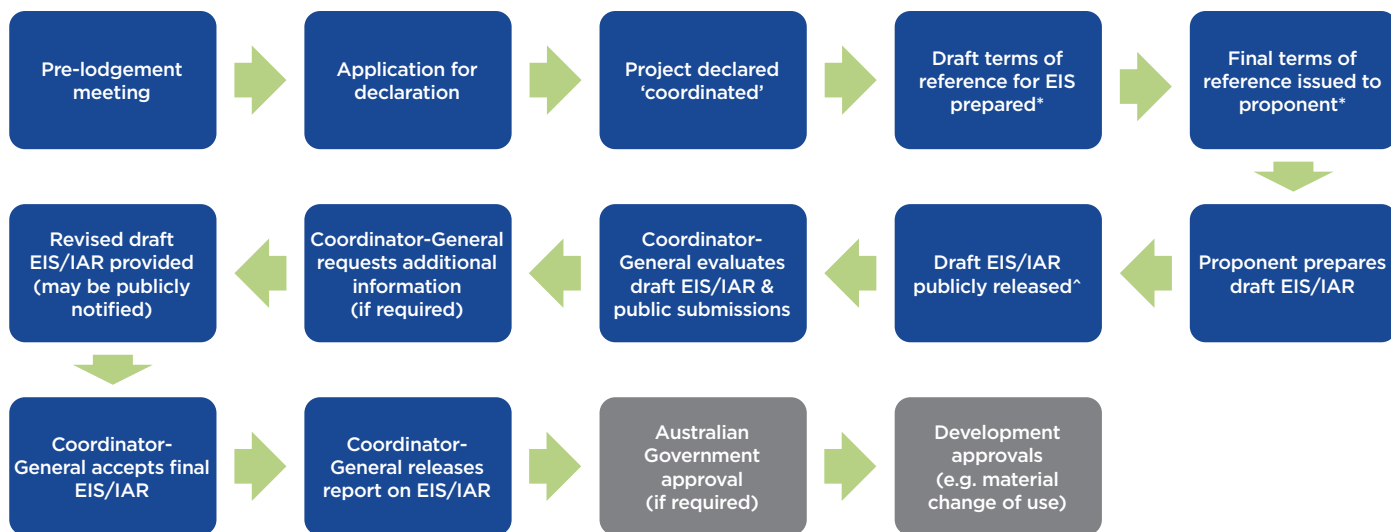 Pre-lodgement
meeting
Application for
declaration
Project declared
‘coordinated’
Draft terms of
reference for EIS
prepared*
Final terms of
reference issued to
proponent*
Proponent prepares
draft EIS/IAR
Draft EIS/IAR
publicly released^
Coordinator-
General evaluates
draft EIS/IAR &
public submissions
Coordinator-General
requests additional
information
(if required)
Revised draft
EIS/IAR provided
(may be publicly
notified)
Coordinator-
General accepts final
EIS/IAR
Coordinator-
General releases
report on EIS/IAR
Australian
Government
approval
(if required)
Development
approvals
(e.g. material
change of use)